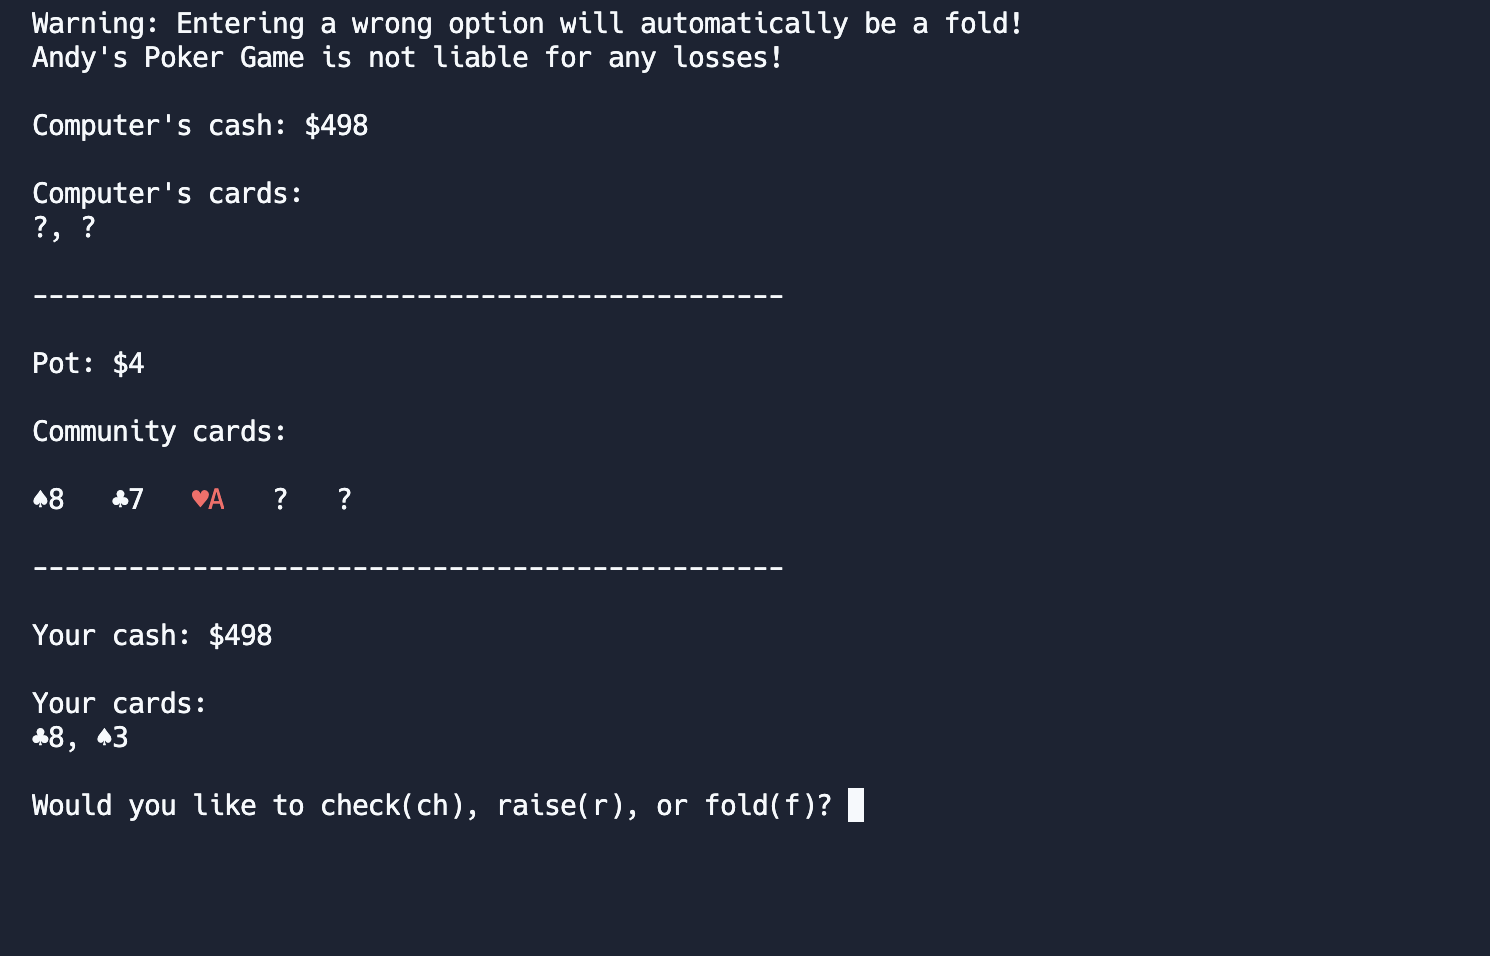 Warning: Entering a wrong option will automatically be a fold!
Andy's Poker Game is not liable for any losses!
Computer's cash: $498
Computer's cards:
?, ?
-----------------------------------------------
Pot: $4
Community cards:
♠8   ♣7   ♥A   ?   ?
-----------------------------------------------
Your cash: $498
Your cards:
♣8, ♠3
Would you like to check(ch), raise(r), or fold(f)?